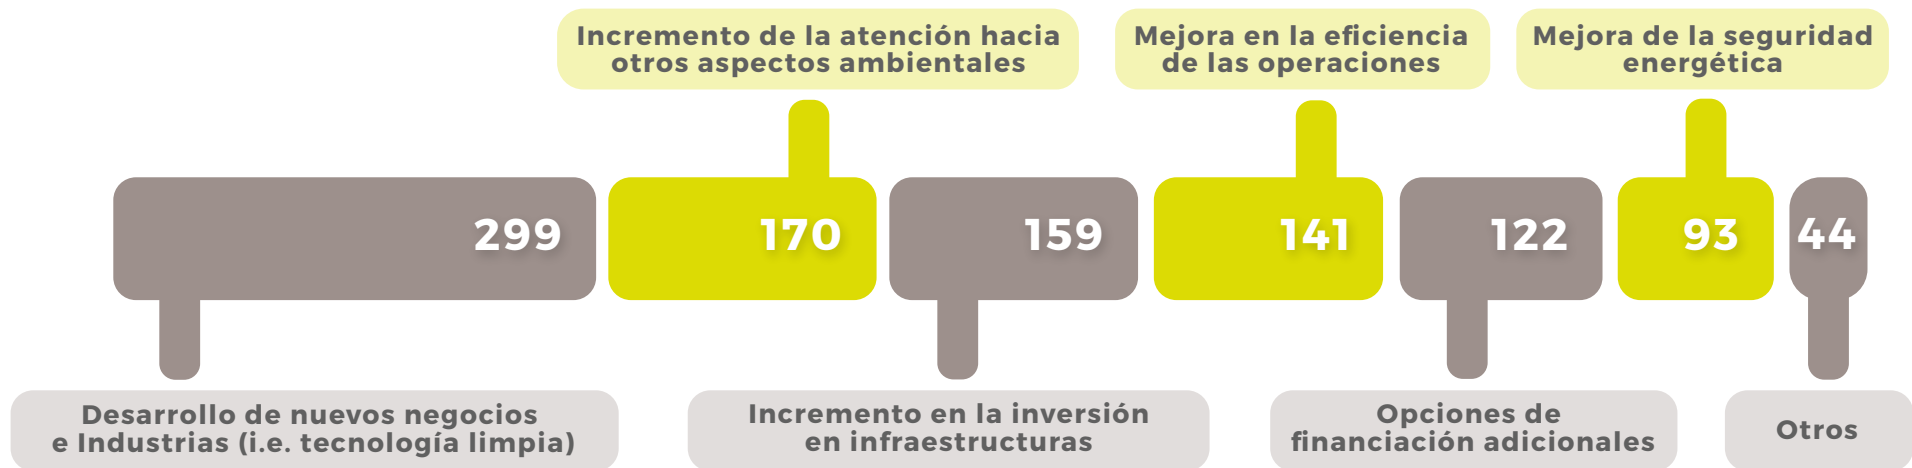 Incremento de la atención hacia
otros aspectos ambientales
Mejora en la eficiencia
de las operaciones
Mejora de la seguridad
energética
299
170
159
141
122
93
44
Desarrollo de nuevos negocios
e Industrias (i.e. tecnología limpia)
Incremento en la inversión
en infraestructuras
Opciones de
financiación adicionales
Otros